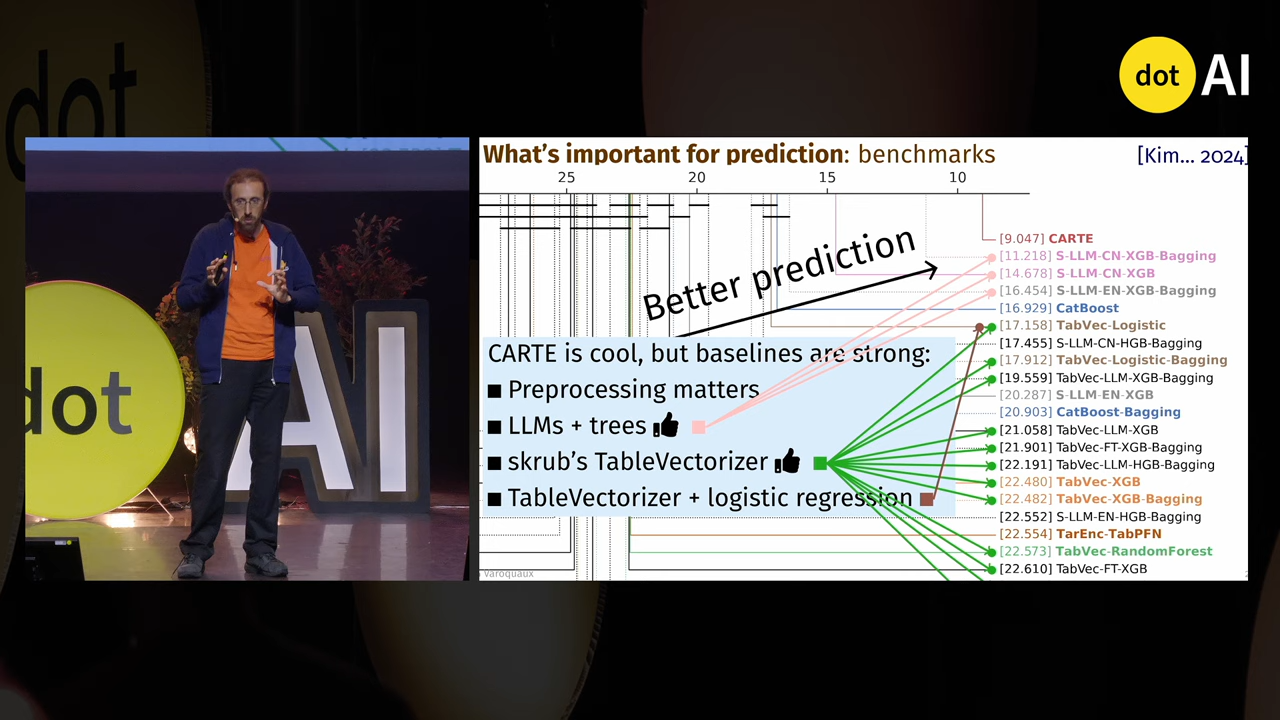 dot
dot AI
dot
AI
What's important for prediction: benchmarks
[Kim... 2024]
25 20 15 10
Better prediction
CARTE is cool, but baselines are strong:
■ Preprocessing matters
■ LLMs + trees
■ skrub's TableVectorizer
■ TableVectorizer + logistic regression
[9.047] CARTE
[11.218] S-LLM-CN-XGB-Bagging
[14.678] S-LLM-CN-XGB
[16.454] S-LLM-EN-XGB-Bagging
[16.929] CatBoost
[17.158] TabVec-Logistic
[17.455] S-LLM-CN-HGB-Bagging
[17.912] TabVec-Logistic-Bagging
[19.559] TabVec-LLM-XGB-Bagging
[20.287] S-LLM-EN-XGB
[20.903] CatBoost-Bagging
[21.058] TabVec-LLM-XGB
[21.901] TabVec-FT-XGB-Bagging
[22.191] TabVec-LLM-HGB-Bagging
[22.480] TabVec-XGB
[22.482] TabVec-XGB-Bagging
[22.552] S-LLM-EN-HGB-Bagging
[22.554] TarEnc-TabPFN
[22.573] TabVec-RandomForest
[22.610] TabVec-FT-XGB
varoquaux